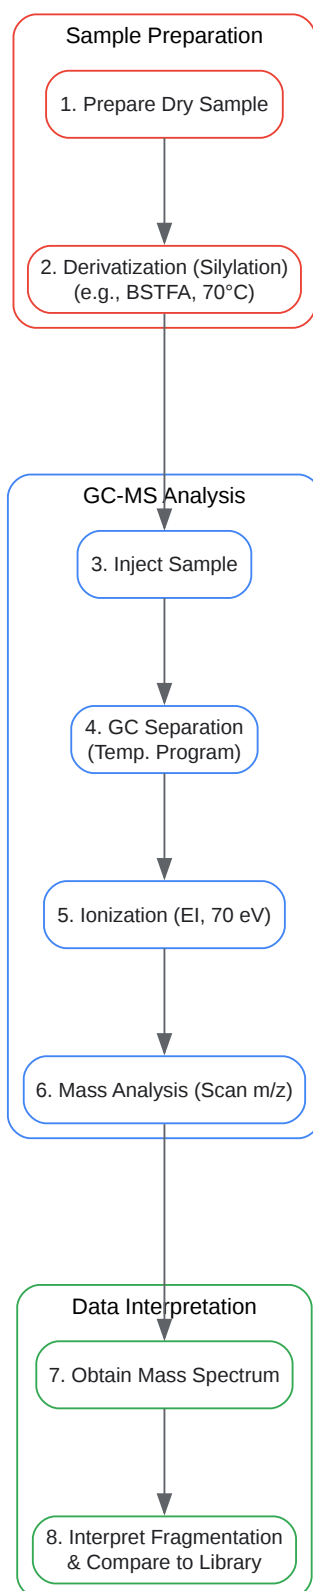 Sample Preparation
1. Prepare Dry Sample
2. Derivatization (Silylation)
(e.g., BSTFA, 70°C)
GC-MS Analysis
3. Inject Sample
4. GC Separation
(Temp. Program)
5. Ionization (EI, 70 eV)
6. Mass Analysis (Scan m/z)
Data Interpretation
7. Obtain Mass Spectrum
8. Interpret Fragmentation
& Compare to Library